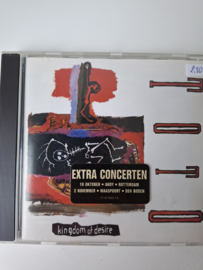 TOTO
EXTRA CONCERTEN
18 OKTOBER • AHOY • ROTTERDAM
2 NOVEMBER • MAASPOORT • DEN BOSCH
kingdom of desire